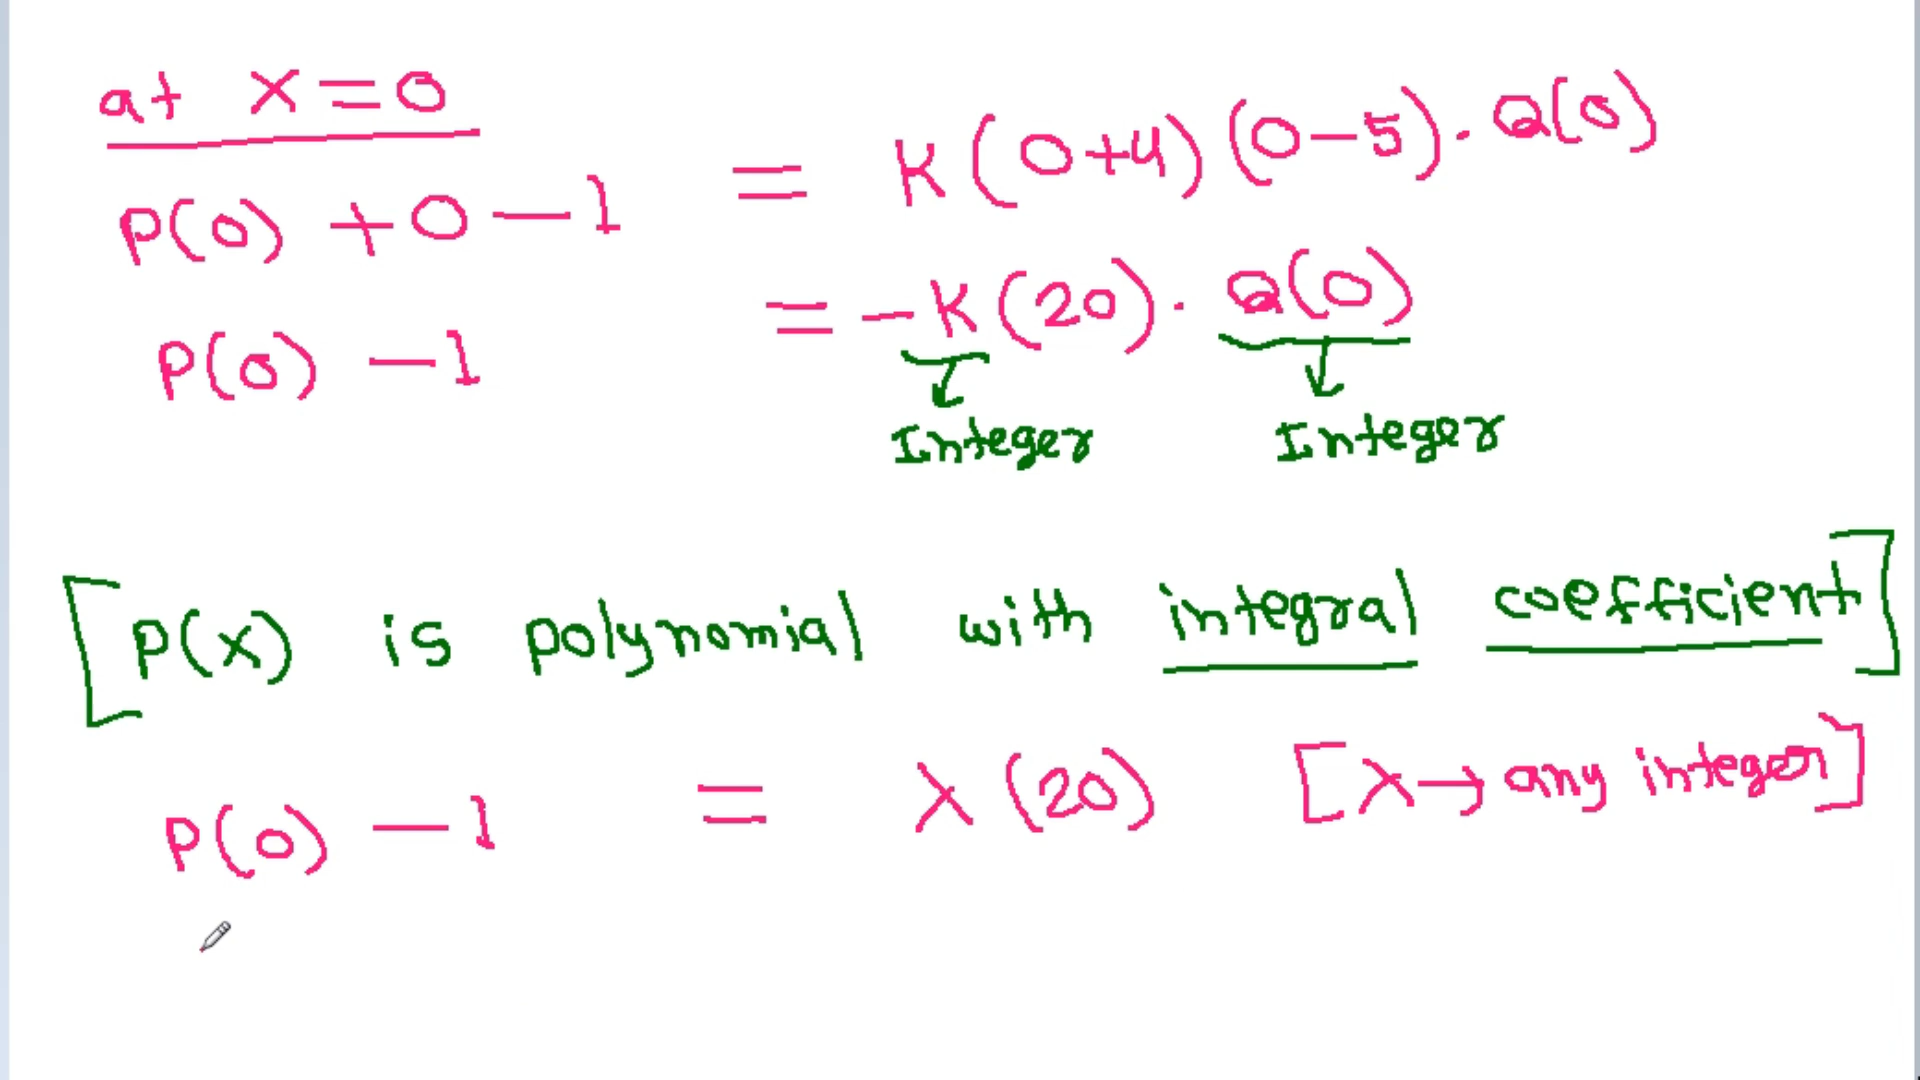 at x=0
P(0) +0-1 = K(0+4)(0-5).Q(0)
P(0) -1 = -K(20). Q(0)
Integer Integer
[P(x) is polynomial with integral coefficient]
P(0) -1 = λ(20) [λ→ any integer]